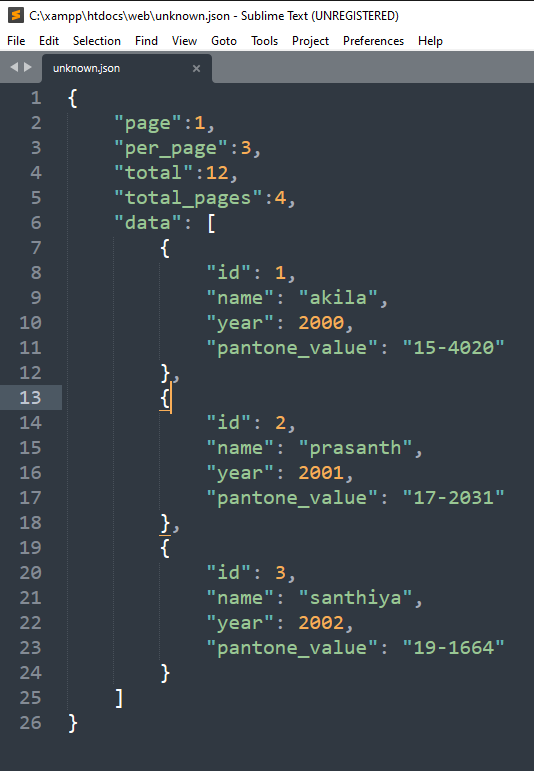 C:\xampp\htdocs\web\unknown.json - Sublime Text (UNREGISTERED)
File Edit Selection Find View Goto Tools Project Preferences Help
unknown.json ×
1 {
2     "page":1,
3     "per_page":3,
4     "total":12,
5     "total_pages":4,
6     "data": [
7         {
8             "id": 1,
9             "name": "akila",
10             "year": 2000,
11             "pantone_value": "15-4020"
12         },
13         {
14             "id": 2,
15             "name": "prasanth",
16             "year": 2001,
17             "pantone_value": "17-2031"
18         },
19         {
20             "id": 3,
21             "name": "santhiya",
22             "year": 2002,
23             "pantone_value": "19-1664"
24         }
25     ]
26 }